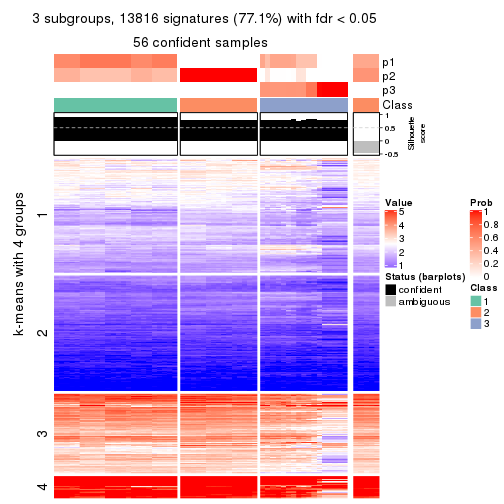 3 subgroups, 13816 signatures (77.1%) with fdr < 0.05
56 confident samples
p1
p2
p3
Class
1
0.5
0
-0.5
Silhouette
score
k-means with 4 groups
1
2
3
4
Value
5
4
3
2
1
Status (barplots)
confident
ambiguous
Prob
1
0.8
0.6
0.4
0.2
0
Class
1
2
3